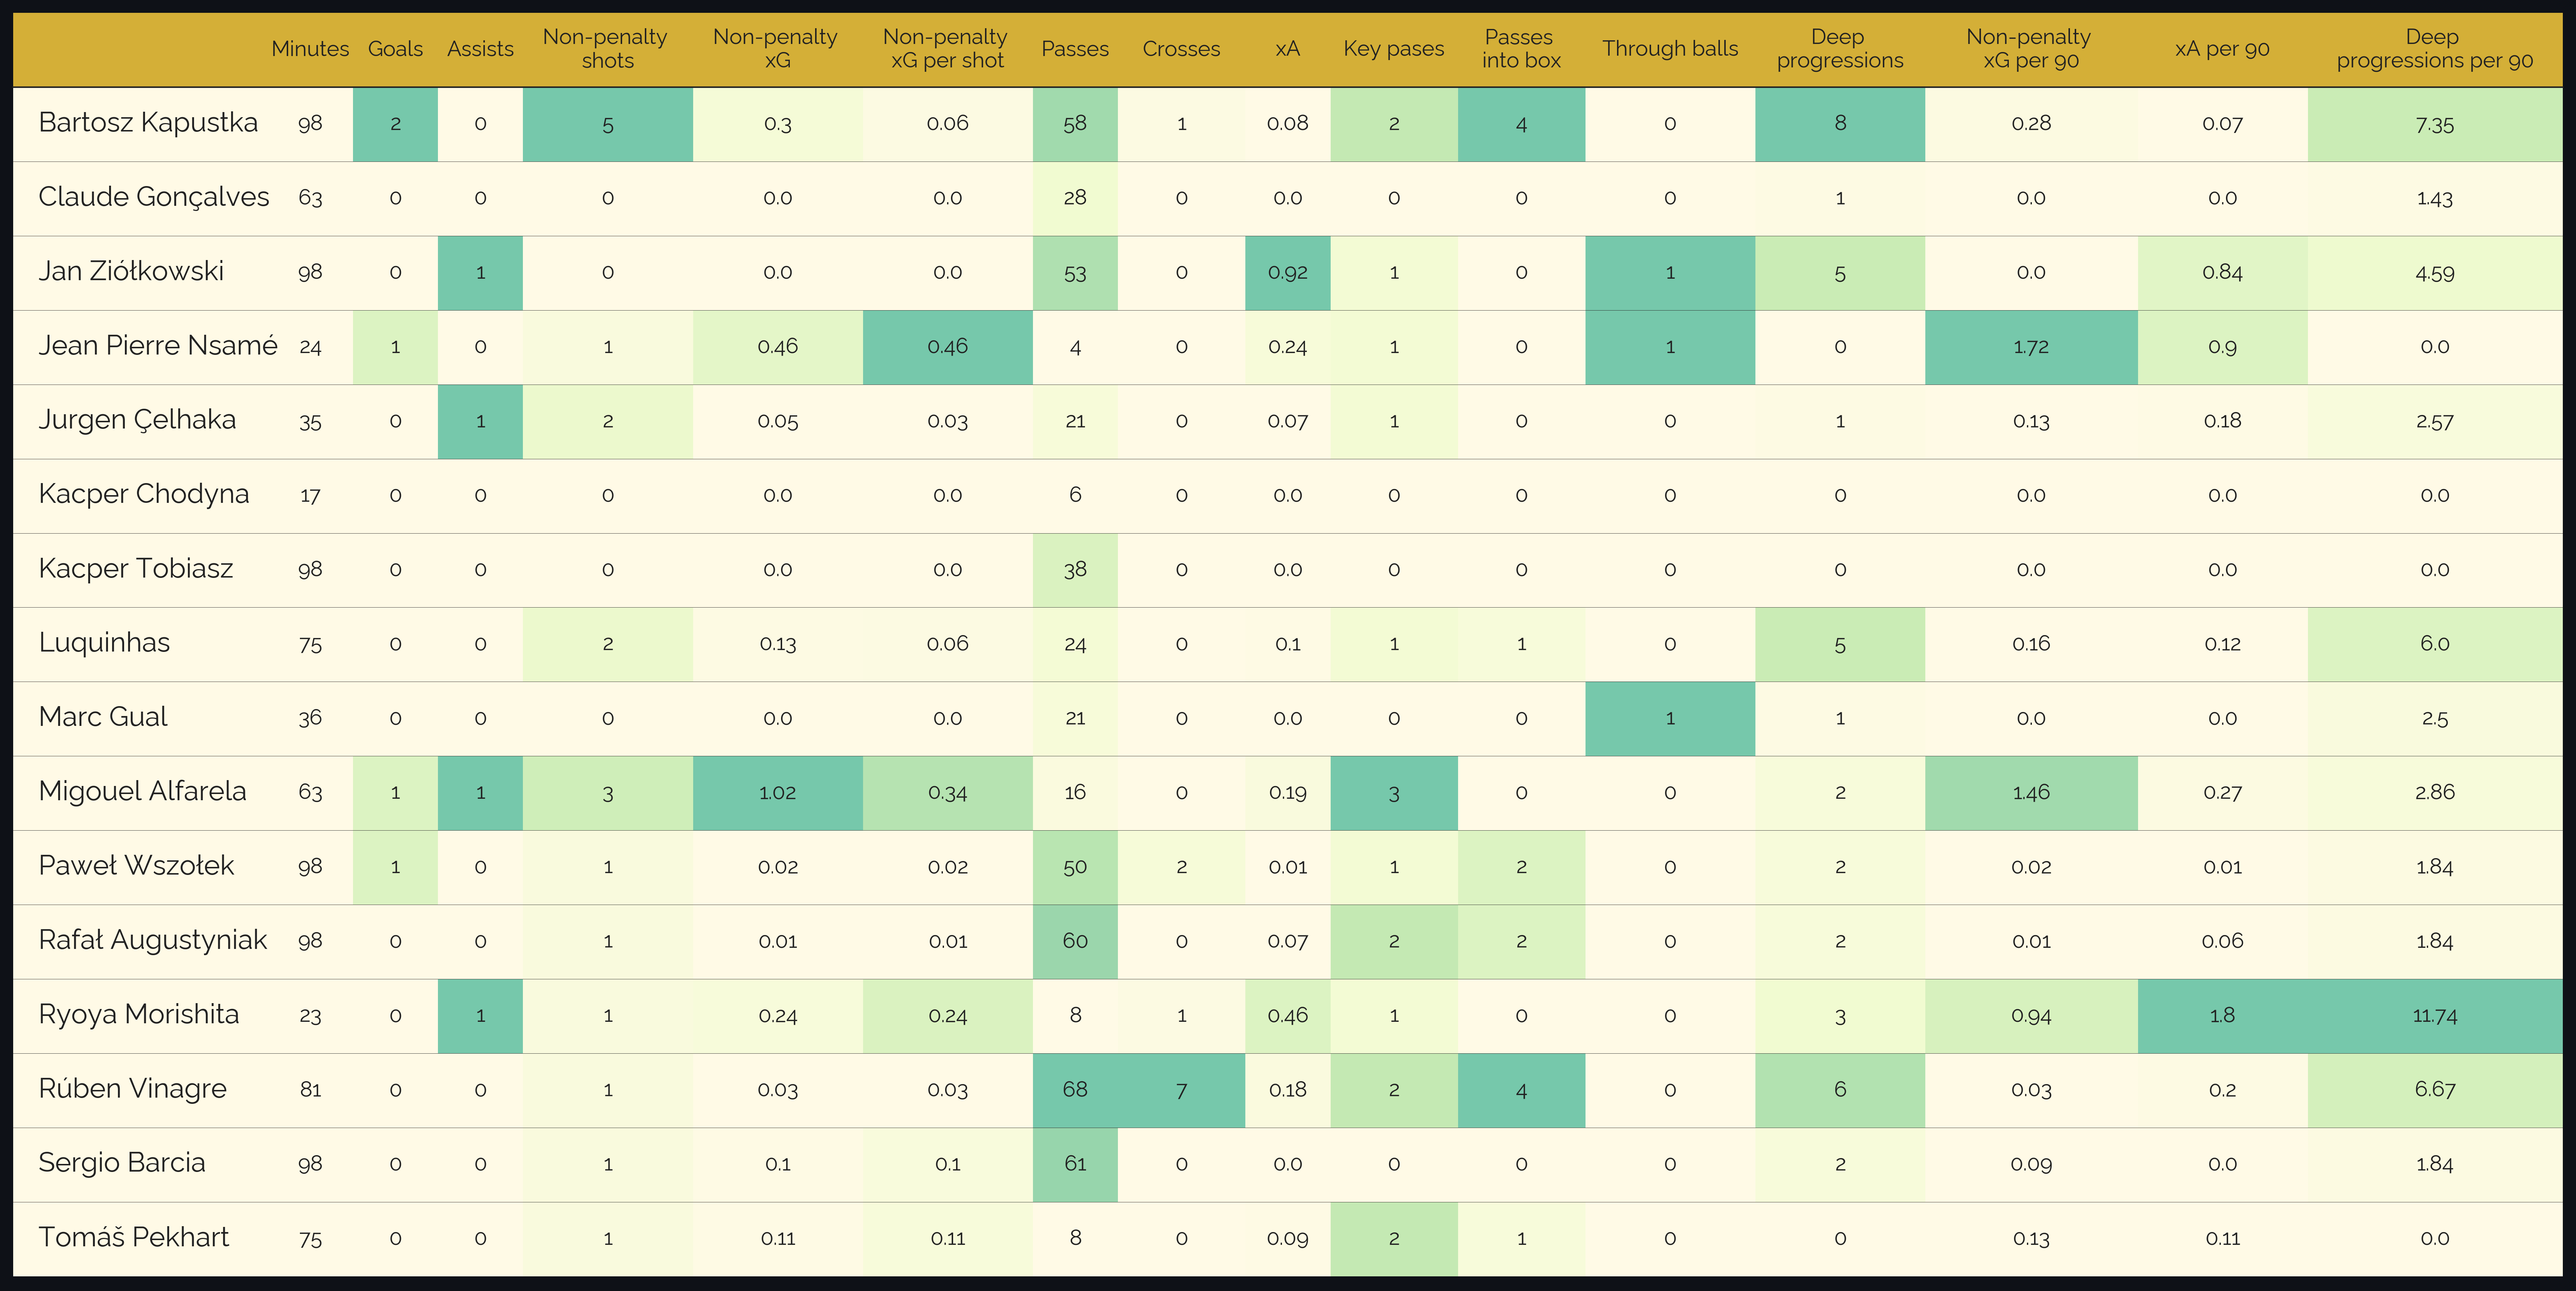 Minutes Goals Assists Non-penalty shots Non-penalty xG Non-penalty xG per shot Passes Crosses xA Key pases Passes into box Through balls Deep progressions Non-penalty xG per 90 xA per 90 Deep progressions per 90
Bartosz Kapustka 98 2 0 5 0.3 0.06 58 1 0.08 2 4 0 8 0.28 0.07 7.35
Claude Gonçalves 63 0 0 0 0.0 0.0 28 0 0.0 0 0 0 1 0.0 0.0 1.43
Jan Ziółkowski 98 0 1 0 0.0 0.0 53 0 0.92 1 0 1 5 0.0 0.84 4.59
Jean Pierre Nsamé 24 1 0 1 0.46 0.46 4 0 0.24 1 0 1 0 1.72 0.9 0.0
Jurgen Çelhaka 35 0 1 2 0.05 0.03 21 0 0.07 1 0 0 1 0.13 0.18 2.57
Kacper Chodyna 17 0 0 0 0.0 0.0 6 0 0.0 0 0 0 0 0.0 0.0 0.0
Kacper Tobiasz 98 0 0 0 0.0 0.0 38 0 0.0 0 0 0 0 0.0 0.0 0.0
Luquinhas 75 0 0 2 0.13 0.06 24 0 0.1 1 1 0 5 0.16 0.12 6.0
Marc Gual 36 0 0 0 0.0 0.0 21 0 0.0 0 0 1 1 0.0 0.0 2.5
Migouel Alfarela 63 1 1 3 1.02 0.34 16 0 0.19 3 0 0 2 1.46 0.27 2.86
Paweł Wszołek 98 1 0 1 0.02 0.02 50 2 0.01 1 2 0 2 0.02 0.01 1.84
Rafał Augustyniak 98 0 0 1 0.01 0.01 60 0 0.07 2 2 0 2 0.01 0.06 1.84
Ryoya Morishita 23 0 1 1 0.24 0.24 8 1 0.46 1 0 0 3 0.94 1.8 11.74
Rúben Vinagre 81 0 0 1 0.03 0.03 68 7 0.18 2 4 0 6 0.03 0.2 6.67
Sergio Barcia 98 0 0 1 0.1 0.1 61 0 0.0 0 0 0 2 0.09 0.0 1.84
Tomáš Pekhart 75 0 0 1 0.11 0.11 8 0 0.09 2 1 0 0 0.13 0.11 0.0